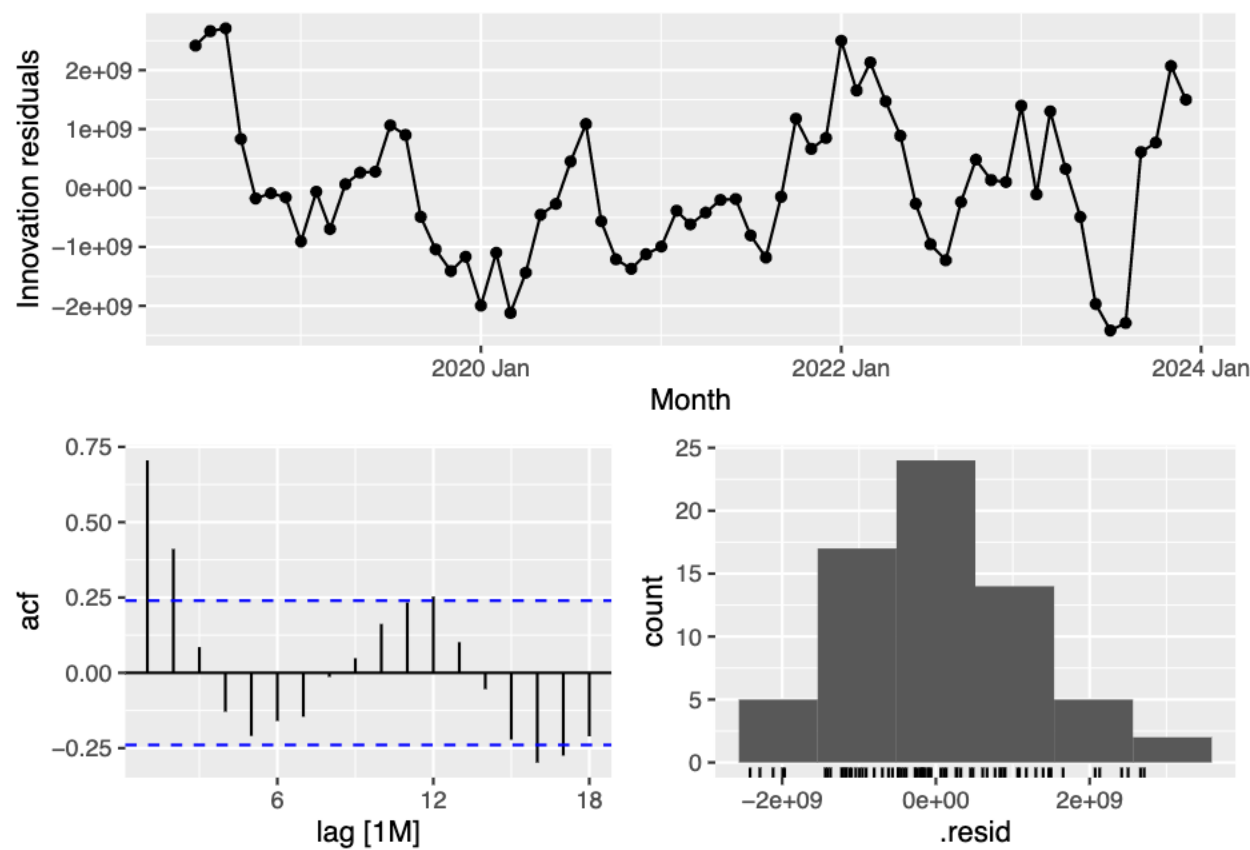 Innovation residuals
2e+09
1e+09
0e+00
−1e+09
−2e+09
2020 Jan
2022 Jan
2024 Jan
Month
acf
0.75
0.50
0.25
0.00
−0.25
6
12
18
lag [1M]
count
25
20
15
10
5
0
−2e+09
0e+00
2e+09
.resid